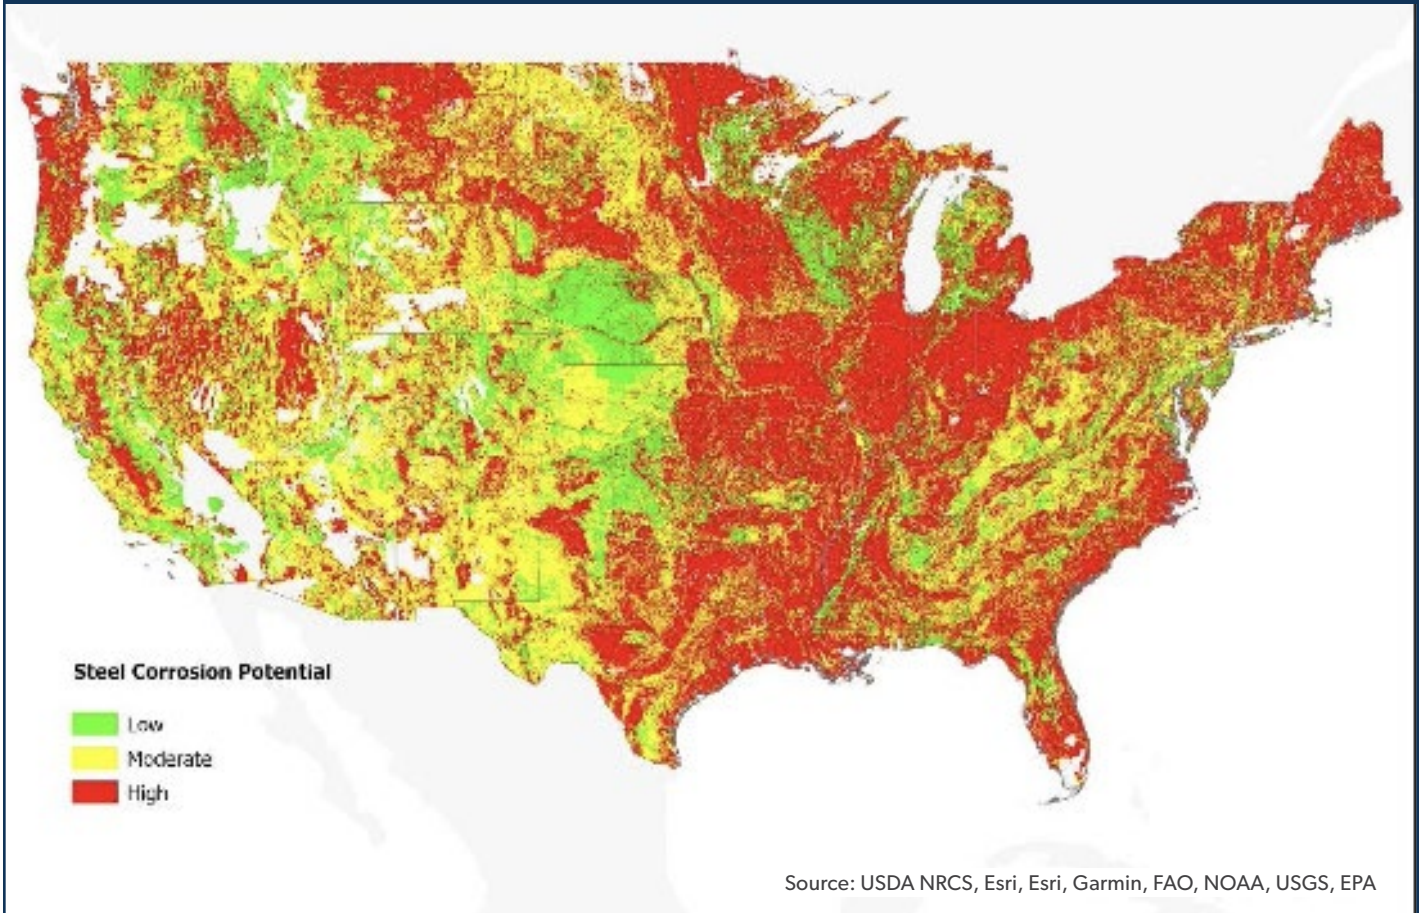 Steel Corrosion Potential
Low
Moderate
High
Source: USDA NRCS, Esri, Esri, Garmin, FAO, NOAA, USGS, EPA